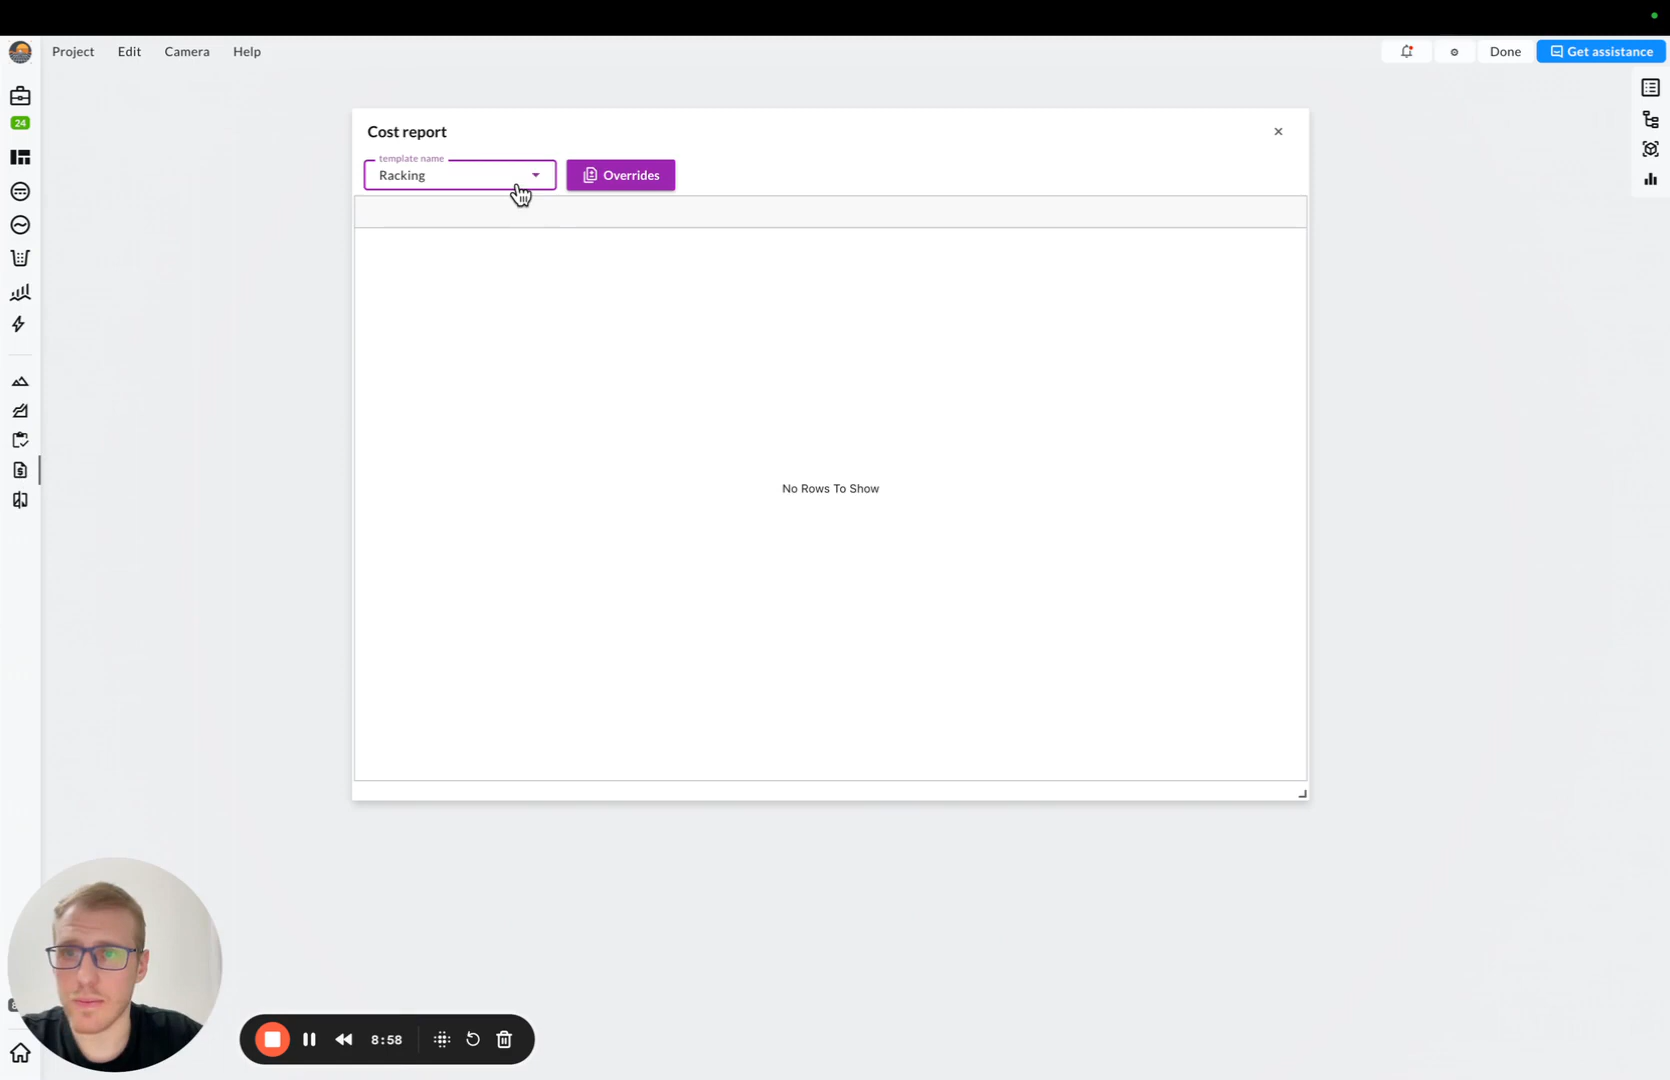 Project Edit Camera Help
Done Get assistance
24
Cost report
template name
Racking
Overrides
No Rows To Show
8:58